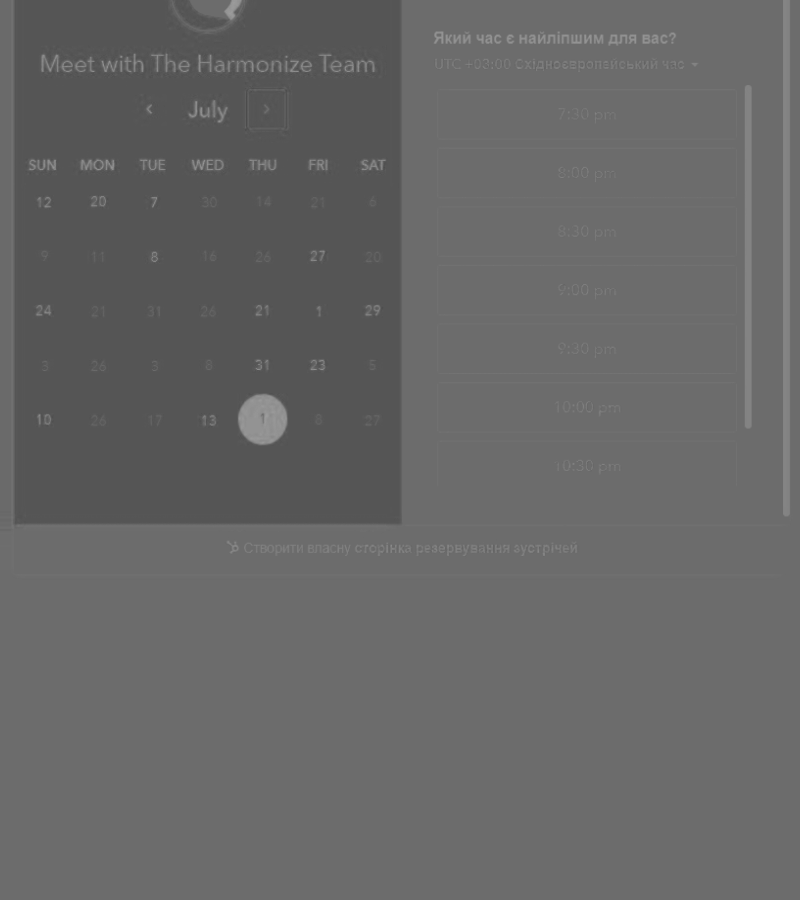 Meet with The Harmonize Team
July
SUN MON TUE WED THU FRI SAT
12 20 7 30 14 21 6
9 11 8 16 26 27 20
24 21 31 26 21 1 29
3 26 3 8 31 23 5
10 26 17 13 1 8 27
Який час є найліпшим для вас?
UTC +03:00 Східноєвропейський час
7:30 pm
8:00 pm
8:30 pm
9:00 pm
9:30 pm
10:00 pm
10:30 pm
Створити власну сторінка резервування зустрічей